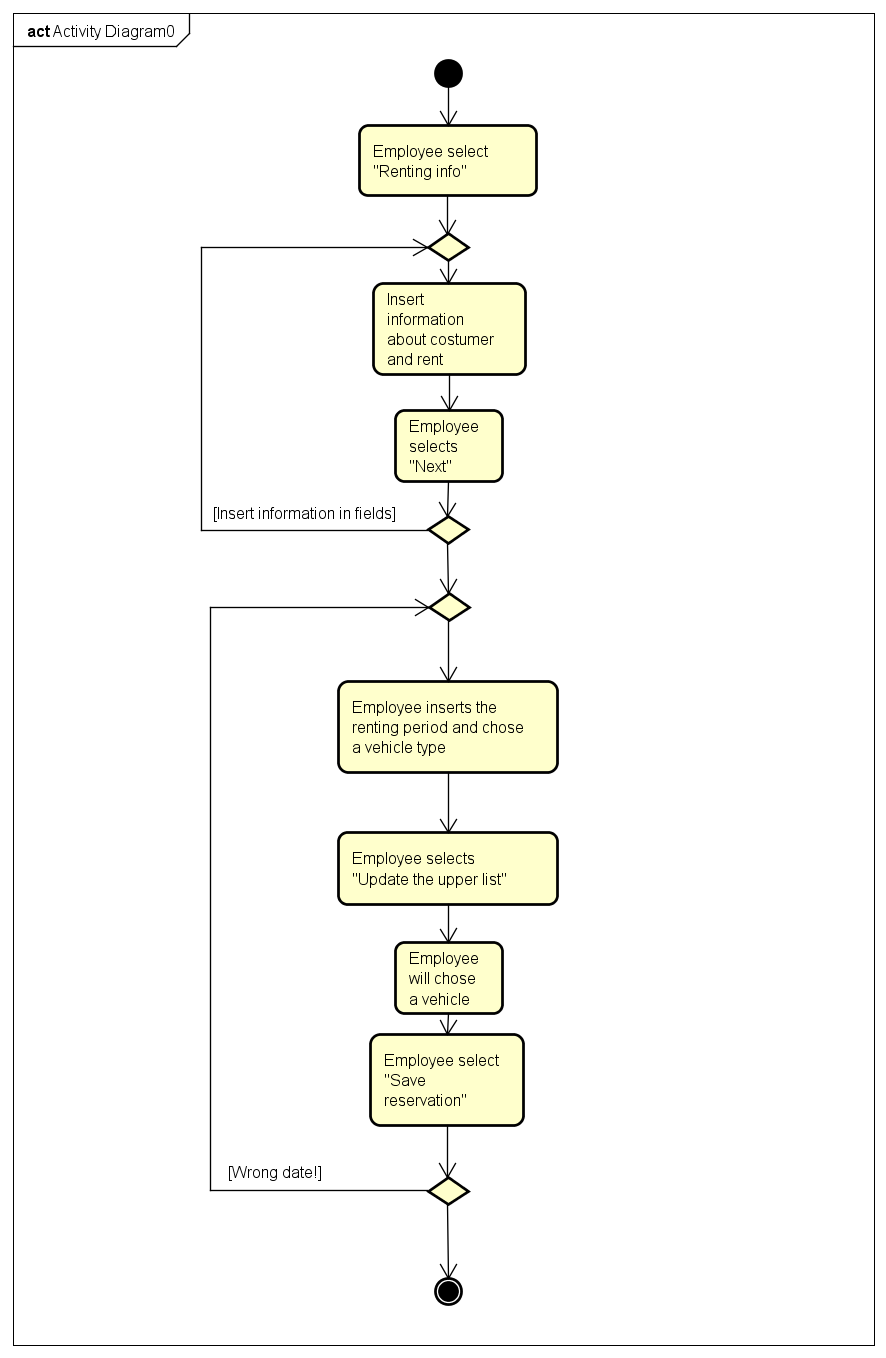 act Activity Diagram0
Employee select
"Renting info"
Insert
information
about costumer
and rent
Employee
selects
"Next"
[Insert information in fields]
Employee inserts the
renting period and chose
a vehicle type
Employee selects
"Update the upper list"
Employee
will chose
a vehicle
Employee select
"Save
reservation"
[Wrong date!]